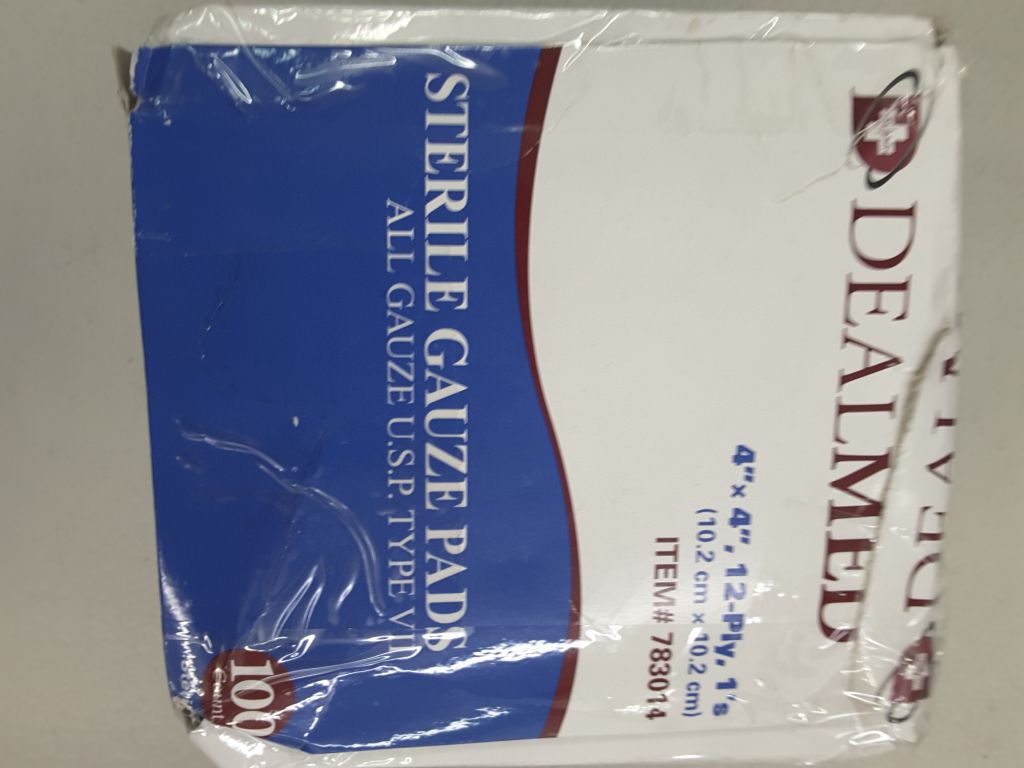 DEALMED
4"× 4", 12-Ply, 1's
(10.2 cm × 10.2 cm)
ITEM# 783014
STERILE GAUZE PADS
ALL GAUZE U.S.P. TYPE VII
100
Count